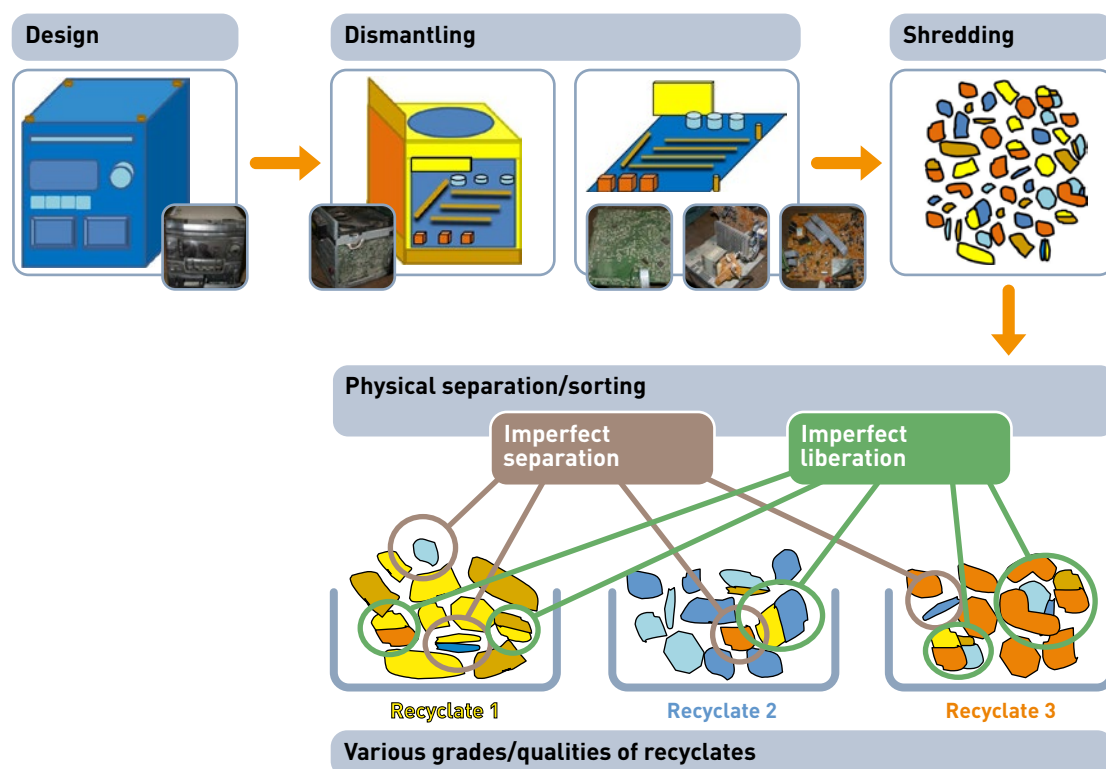 Design
Dismantling
Shredding
Physical separation/sorting
Imperfect
separation
Imperfect
liberation
Recyclate 1
Recyclate 2
Recyclate 3
Various grades/qualities of recyclates